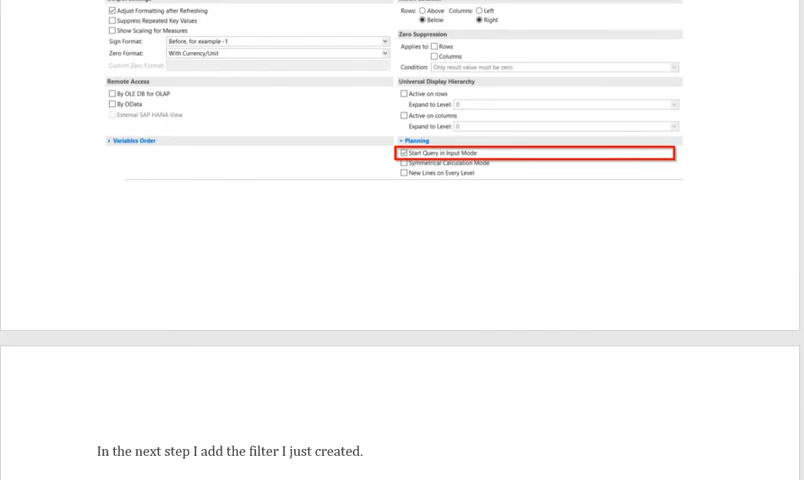 Adjust Formatting after Refreshing
Suppress Repeated Key Values
Show Scaling for Measures
Sign Format: Before, for example -1
Zero Format: With Currency/Unit
Custom Zero Format:
Remote Access
By OLE DB for OLAP
By OData
External SAP HANA View
Variables Order
Rows: Above Columns: Left
Below Right
Zero Suppression
Applies to: Rows
Columns
Condition: Only result value must be zero
Universal Display Hierarchy
Active on rows
Expand to Level: 0
Active on columns
Expand to Level: 0
Planning
Start Query in Input Mode
Symmetrical Calculation Mode
New Lines on Every Level
In the next step I add the filter I just created.